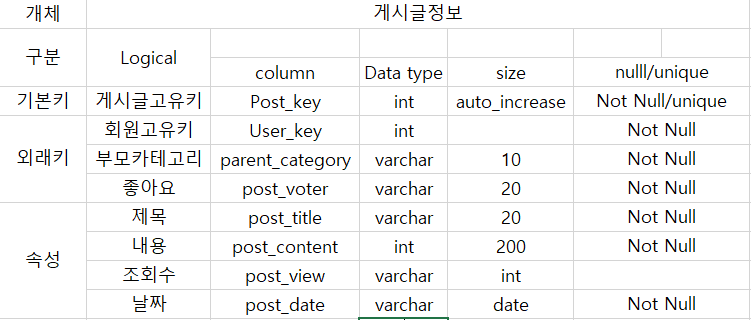 개체 게시글정보
구분 Logical
column Data type size nulll/unique
기본키 게시글고유키 Post_key int auto_increase Not Null/unique
외래키 회원고유키 User_key int Not Null
부모카테고리 parent_category varchar 10 Not Null
좋아요 post_voter varchar 20 Not Null
속성 제목 post_title varchar 20 Not Null
내용 post_content int 200 Not Null
조회수 post_view varchar int
날짜 post_date varchar date Not Null